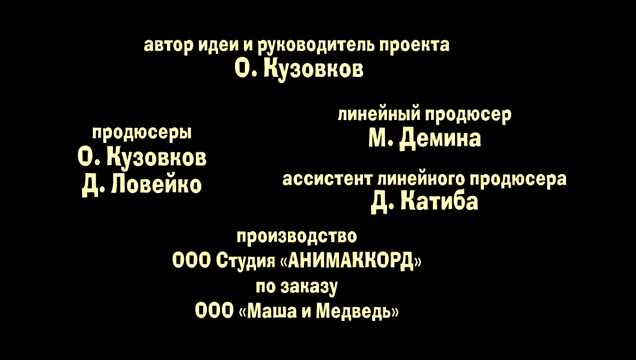 автор идеи и руководитель проекта
О. Кузовков
продюсеры
О. Кузовков
Д. Ловейко
линейный продюсер
М. Демина
ассистент линейного продюсера
Д. Катиба
производство
ООО Студия «АНИМАККОРД»
по заказу
ООО «Маша и Медведь»